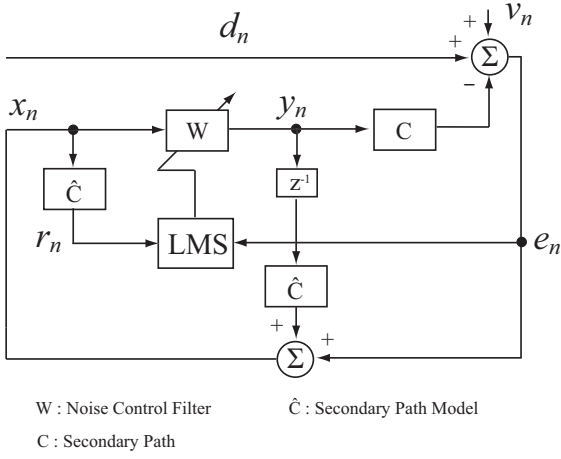 v_n
d_n
+
+
Σ
−
x_n
y_n
W
C
Ĉ
z^-1
r_n
LMS
e_n
Ĉ
+
+
Σ
W : Noise Control Filter
Ĉ : Secondary Path Model
C : Secondary Path